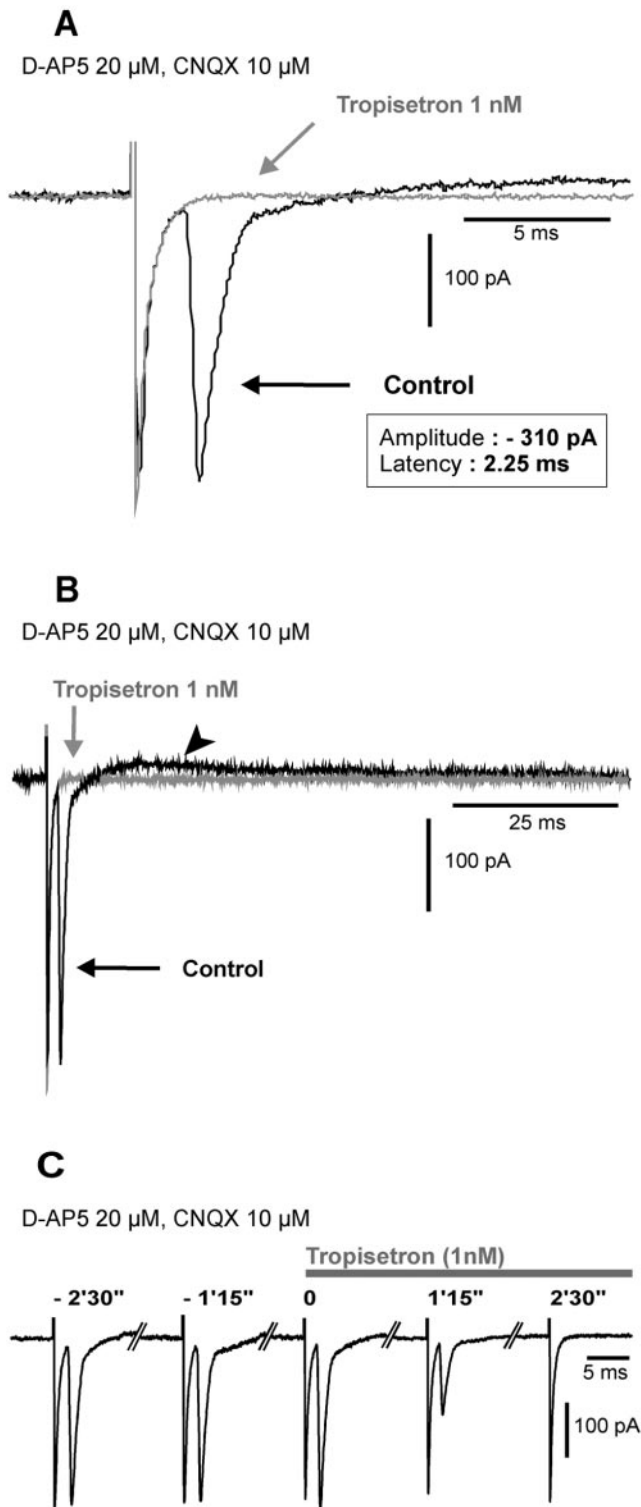 A
D-AP5 20 µM, CNQX 10 µM
Tropisetron 1 nM
5 ms
100 pA
Control
Amplitude : - 310 pA
Latency : 2.25 ms
B
D-AP5 20 µM, CNQX 10 µM
Tropisetron 1 nM
25 ms
100 pA
Control
C
D-AP5 20 µM, CNQX 10 µM
Tropisetron (1nM)
- 2'30" - 1'15" 0 1'15" 2'30"
5 ms
100 pA